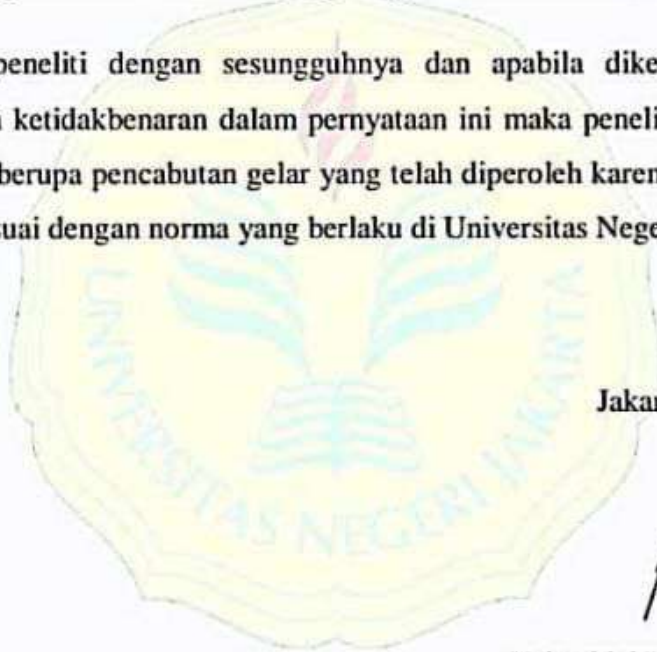 peneliti dengan sesungguhnya dan apabila dike
ketidakbenaran dalam pernyataan ini maka peneli
berupa pencabutan gelar yang telah diperoleh karen
suai dengan norma yang berlaku di Universitas Nege
Jakar
UNIVERSITAS NEGERI JAKARTA